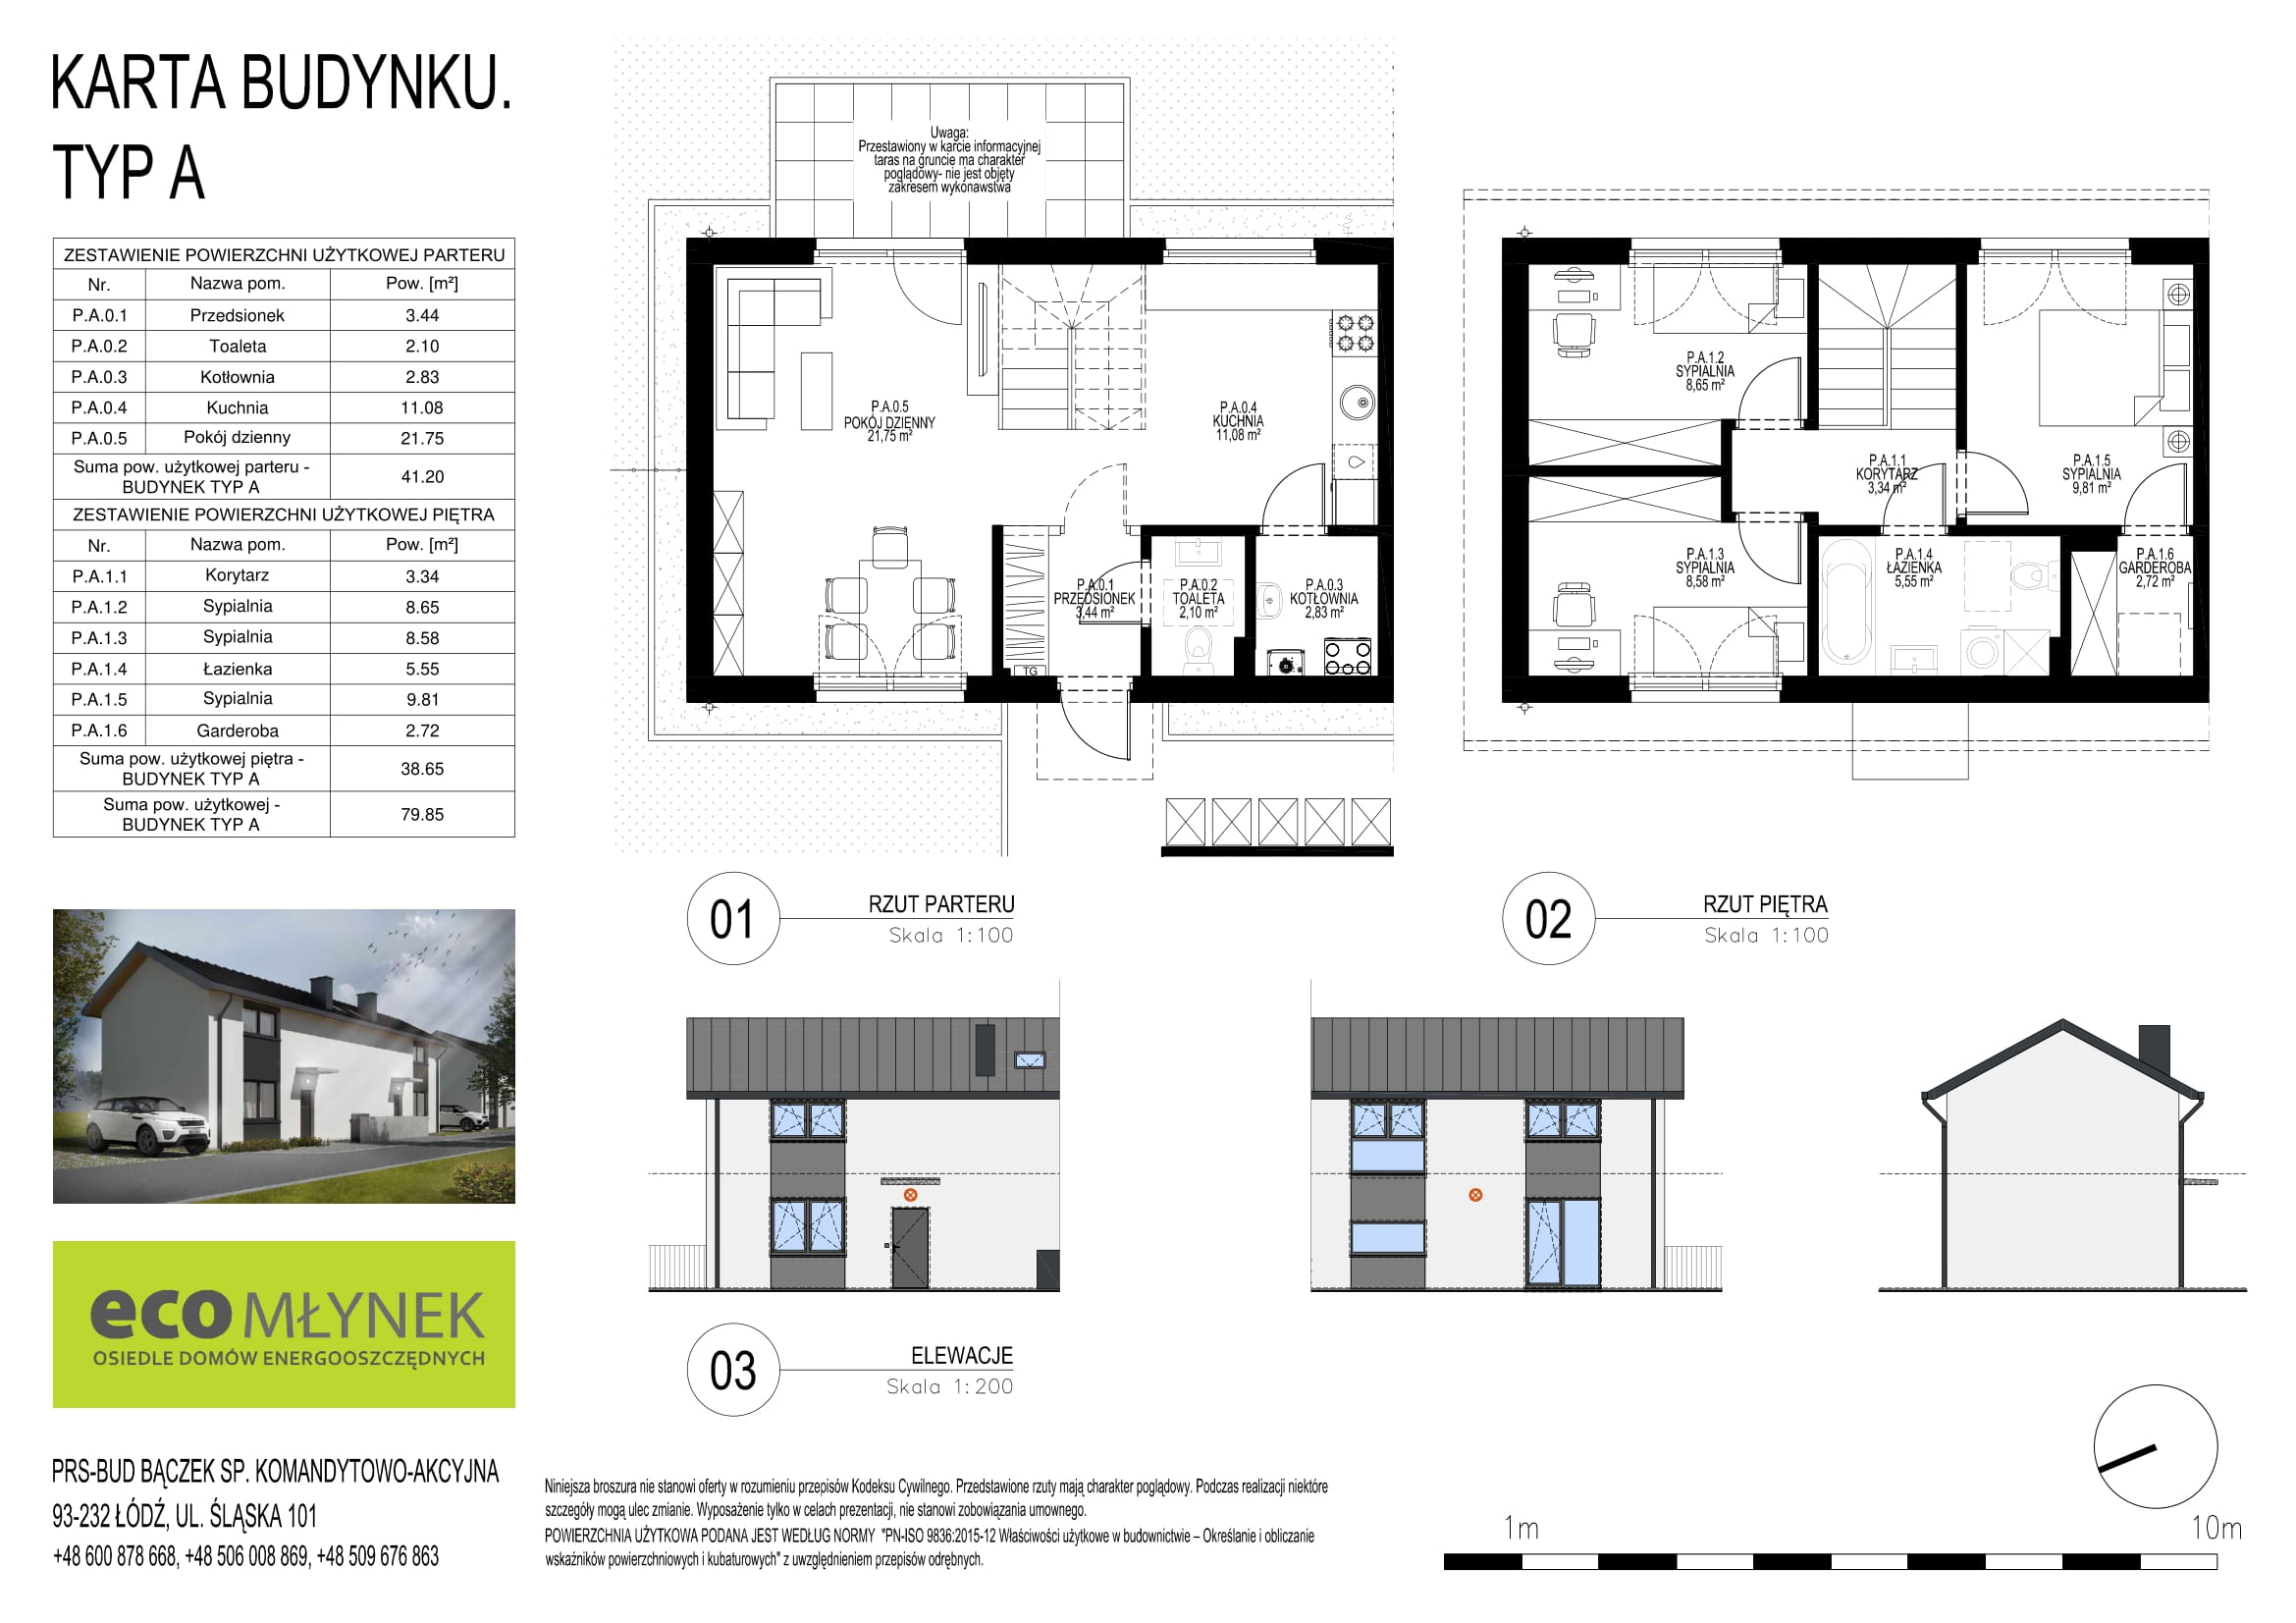 KARTA BUDYNKU.
TYP A
ZESTAWIENIE POWIERZCHNI UŻYTKOWEJ PARTERU
Nr. Nazwa pom. Pow. [m²]
P.A.0.1 Przedsionek 3.44
P.A.0.2 Toaleta 2.10
P.A.0.3 Kotłownia 2.83
P.A.0.4 Kuchnia 11.08
P.A.0.5 Pokój dzienny 21.75
Suma pow. użytkowej parteru -
BUDYNEK TYP A 41.20
ZESTAWIENIE POWIERZCHNI UŻYTKOWEJ PIĘTRA
Nr. Nazwa pom. Pow. [m²]
P.A.1.1 Korytarz 3.34
P.A.1.2 Sypialnia 8.65
P.A.1.3 Sypialnia 8.58
P.A.1.4 Łazienka 5.55
P.A.1.5 Sypialnia 9.81
P.A.1.6 Garderoba 2.72
Suma pow. użytkowej piętra -
BUDYNEK TYP A 38.65
Suma pow. użytkowej -
BUDYNEK TYP A 79.85
Uwaga:
Przestawiony w karcie informacyjnej
taras na gruncie ma charakter
poglądowy- nie jest objęty
zakresem wykonawstwa
P.A.0.5
POKÓJ DZIENNY
21,75 m²
P.A.0.4
KUCHNIA
11,08 m²
P.A.0.1
PRZEDSIONEK
3,44 m²
P.A.0.2
TOALETA
2,10 m²
P.A.0.3
KOTŁOWNIA
2,83 m²
TG
P.A.1.2
SYPIALNIA
8,65 m²
P.A.1.1
KORYTARZ
3,34 m²
P.A.1.5
SYPIALNIA
9,81 m²
P.A.1.3
SYPIALNIA
8,58 m²
P.A.1.4
ŁAZIENKA
5,55 m²
P.A.1.6
GARDEROBA
2,72 m²
01
RZUT PARTERU
Skala 1:100
02
RZUT PIĘTRA
Skala 1:100
03
ELEWACJE
Skala 1:200
eco MŁYNEK
OSIEDLE DOMÓW ENERGOOSZCZĘDNYCH
PRS-BUD BĄCZEK SP. KOMANDYTOWO-AKCYJNA
93-232 ŁÓDŹ, UL. ŚLĄSKA 101
+48 600 878 668, +48 506 008 869, +48 509 676 863
Niniejsza broszura nie stanowi oferty w rozumieniu przepisów Kodeksu Cywilnego. Przedstawione rzuty mają charakter poglądowy. Podczas realizacji niektóre
szczegóły mogą ulec zmianie. Wyposażenie tylko w celach prezentacji, nie stanowi zobowiązania umownego.
POWIERZCHNIA UŻYTKOWA PODANA JEST WEDŁUG NORMY "PN-ISO 9836:2015-12 Właściwości użytkowe w budownictwie – Określanie i obliczanie
wskaźników powierzchniowych i kubaturowych" z uwzględnieniem przepisów odrębnych.
1m 10m